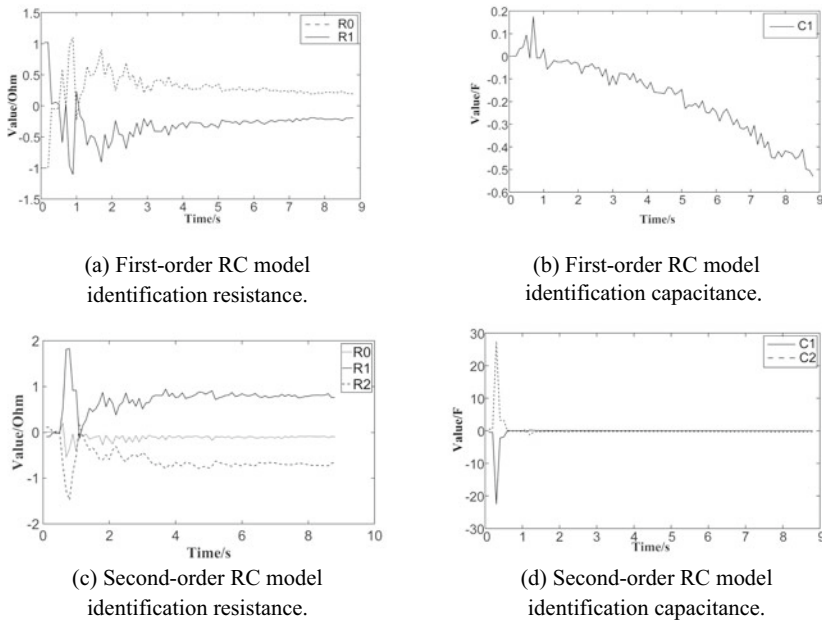 R0
R1
1.5
1
0.5
0
-0.5
-1
-1.5
Value/Ohm
0 1 2 3 4 5 6 7 8 9
Time/s
(a) First-order RC model
identification resistance.
C1
0.2
0.1
0
-0.1
-0.2
-0.3
-0.4
-0.5
-0.6
Value/F
0 1 2 3 4 5 6 7 8 9
Time/s
(b) First-order RC model
identification capacitance.
R0
R1
R2
2
1
0
-1
-2
Value/Ohm
0 2 4 6 8 10
Time/s
(c) Second-order RC model
identification resistance.
C1
C2
30
20
10
0
-10
-20
-30
Value/F
0 1 2 3 4 5 6 7 8 9
Time/s
(d) Second-order RC model
identification capacitance.